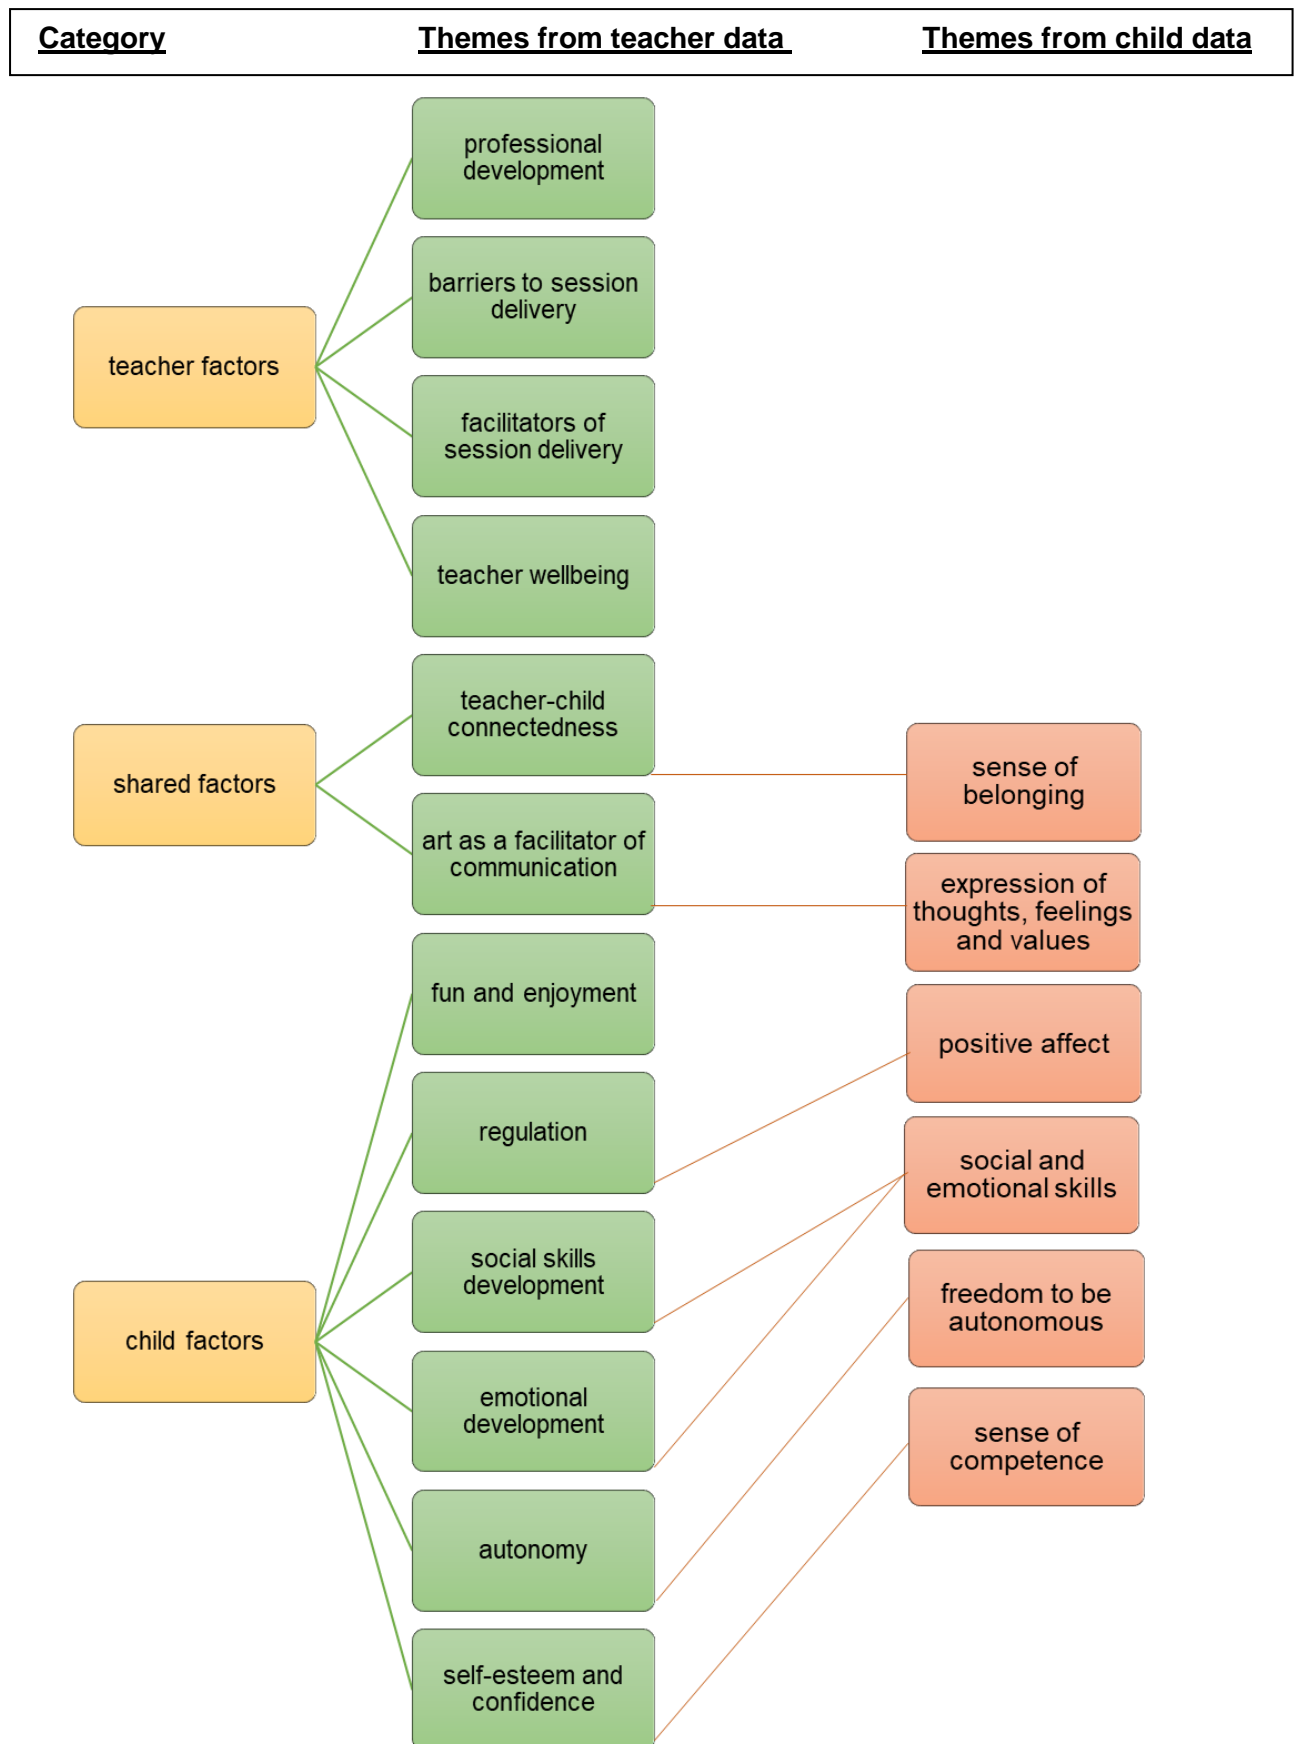 Category Themes from teacher data Themes from child data
professional
development
barriers to session
delivery
teacher factors
facilitators of
session delivery
teacher wellbeing
teacher-child
connectedness
shared factors
sense of
belonging
art as a facilitator of
communication
expression of
thoughts, feelings
and values
fun and enjoyment
positive affect
regulation
social and
emotional skills
social skills
development
freedom to be
autonomous
child factors
emotional
development
sense of
competence
autonomy
self-esteem and
confidence